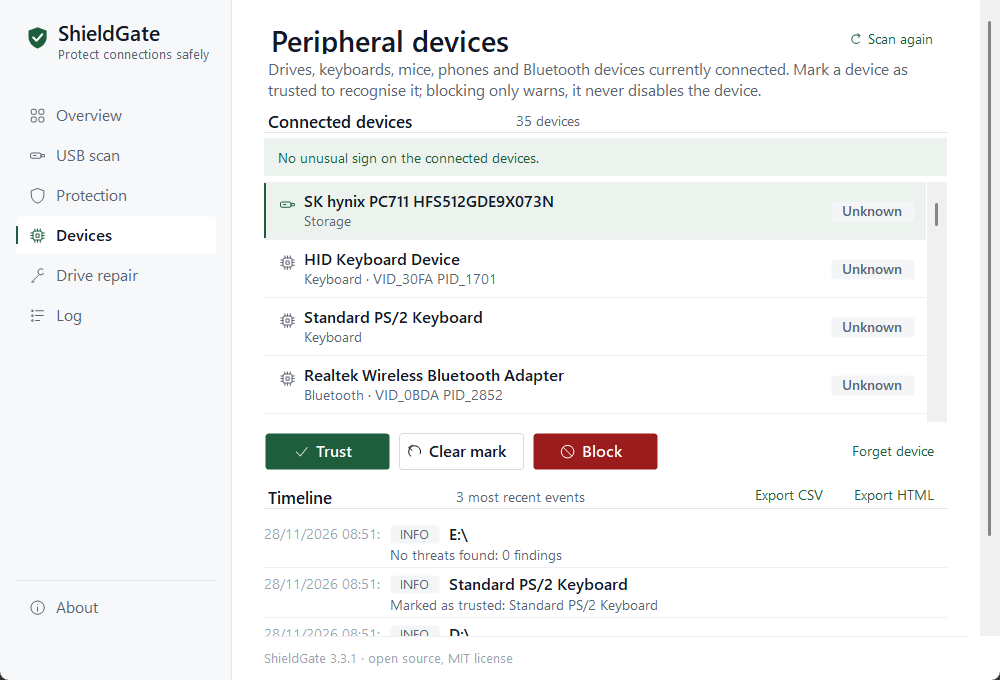 ShieldGate
Protect connections safely
Overview
USB scan
Protection
Devices
Drive repair
Log
About
Peripheral devices
Scan again
Drives, keyboards, mice, phones and Bluetooth devices currently connected. Mark a device as
trusted to recognise it; blocking only warns, it never disables the device.
Connected devices 35 devices
No unusual sign on the connected devices.
SK hynix PC711 HFS512GDE9X073N
Storage
Unknown
HID Keyboard Device
Keyboard · VID_30FA PID_1701
Unknown
Standard PS/2 Keyboard
Keyboard
Unknown
Realtek Wireless Bluetooth Adapter
Bluetooth · VID_0BDA PID_2852
Unknown
Trust Clear mark Block Forget device
Timeline 3 most recent events Export CSV Export HTML
28/11/2026 08:51: INFO E:\
No threats found: 0 findings
28/11/2026 08:51: INFO Standard PS/2 Keyboard
Marked as trusted: Standard PS/2 Keyboard
28/11/2026 08:51: INFO D:\
ShieldGate 3.3.1 · open source, MIT license